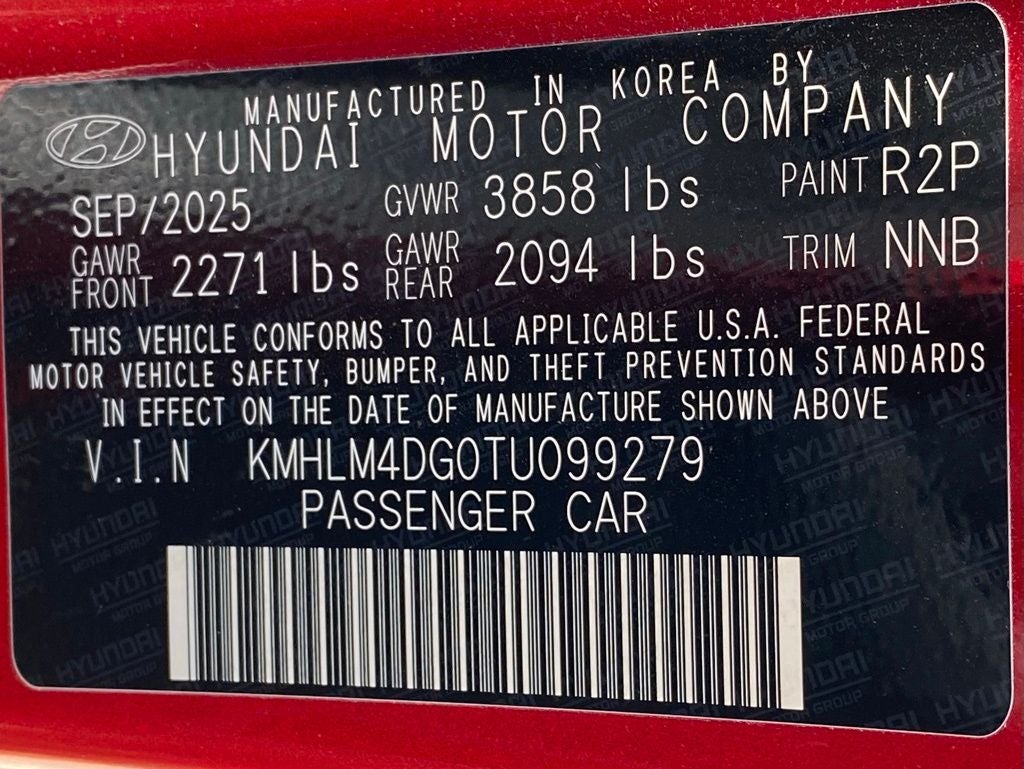 MANUFACTURED IN KOREA BY
HYUNDAI MOTOR COMPANY
SEP/2025 GVWR 3858 lbs PAINT R2P
GAWR FRONT 2271 lbs GAWR REAR 2094 lbs TRIM NNB
THIS VEHICLE CONFORMS TO ALL APPLICABLE U.S.A. FEDERAL
MOTOR VEHICLE SAFETY, BUMPER, AND THEFT PREVENTION STANDARDS
IN EFFECT ON THE DATE OF MANUFACTURE SHOWN ABOVE
V.I.N KMHLM4DG0TU099279
PASSENGER CAR